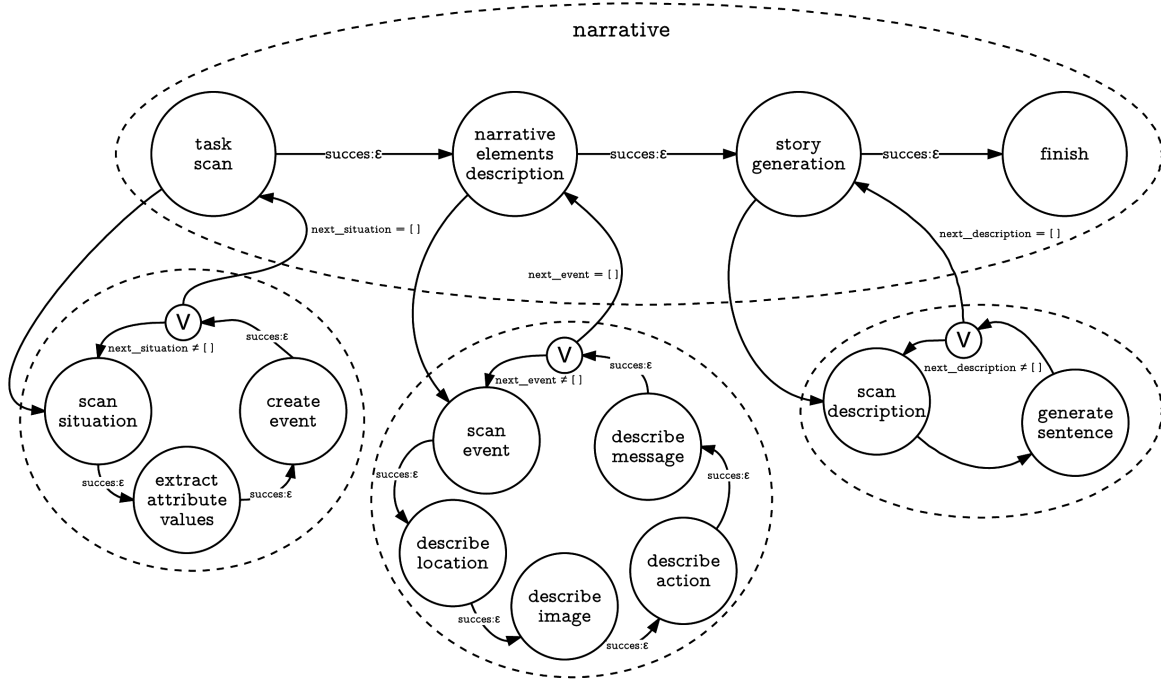 narrative
task
scan
succes:ε
narrative
elements
description
succes:ε
story
generation
succes:ε
finish
next_situation = [ ]
next_event = [ ]
next_description = [ ]
V
next_situation ≠ [ ]
succes:ε
scan
situation
create
event
succes:ε
extract
attribute
values
succes:ε
V
next_event ≠ [ ]
succes:ε
scan
event
describe
message
succes:ε
describe
location
succes:ε
describe
image
succes:ε
describe
action
succes:ε
V
next_description ≠ [ ]
scan
description
generate
sentence